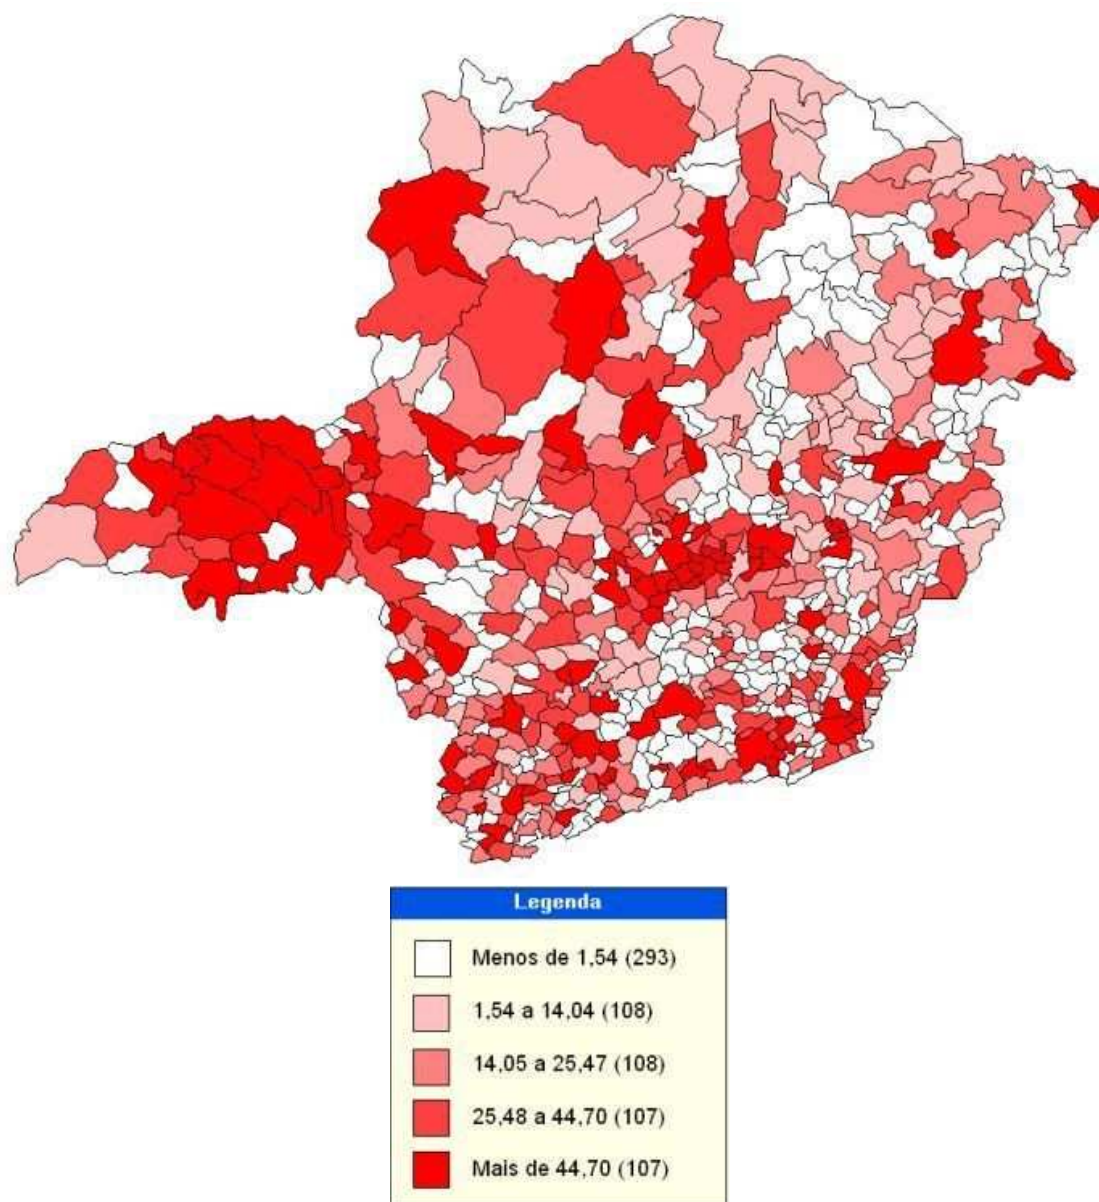 Legenda
Menos de 1,54 (293)
1,54 a 14,04 (108)
14,05 a 25,47 (108)
25,48 a 44,70 (107)
Mais de 44,70 (107)